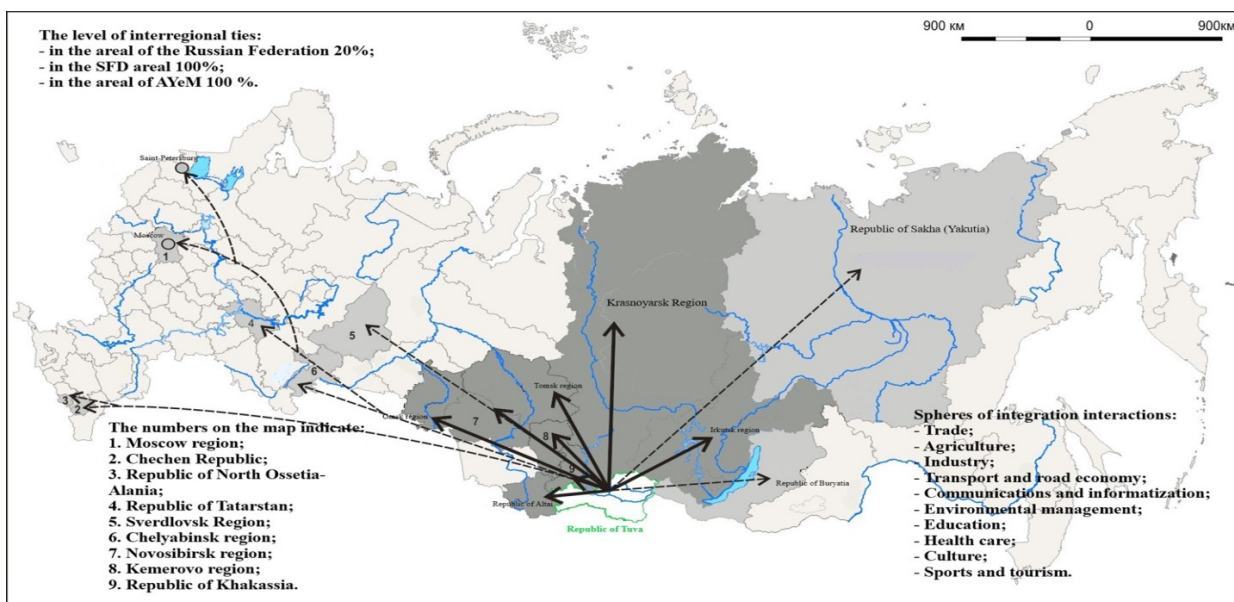 The level of interregional ties:
- in the areal of the Russian Federation 20%;
- in the SFD areal 100%;
- in the area of AYeM 100 %.
900 км 0 900км
Saint-Petersburg
Moscow
1
Republic of Sakha (Yakutia)
Krasnoyarsk Region
4
5
6
Tomsk region
3
2
Omsk region
7
8
Irkutsk region
9
Republic of Altai
Republic of Buryatia
Republic of Tuva
The numbers on the map indicate:
1. Moscow region;
2. Chechen Republic;
3. Republic of North Ossetia-
Alania;
4. Republic of Tatarstan;
5. Sverdlovsk Region;
6. Chelyabinsk region;
7. Novosibirsk region;
8. Kemerovo region;
9. Republic of Khakassia.
Spheres of integration interactions:
- Trade;
- Agriculture;
- Industry;
- Transport and road economy;
- Communications and informatization;
- Environmental management;
- Education;
- Health care;
- Culture;
- Sports and tourism.